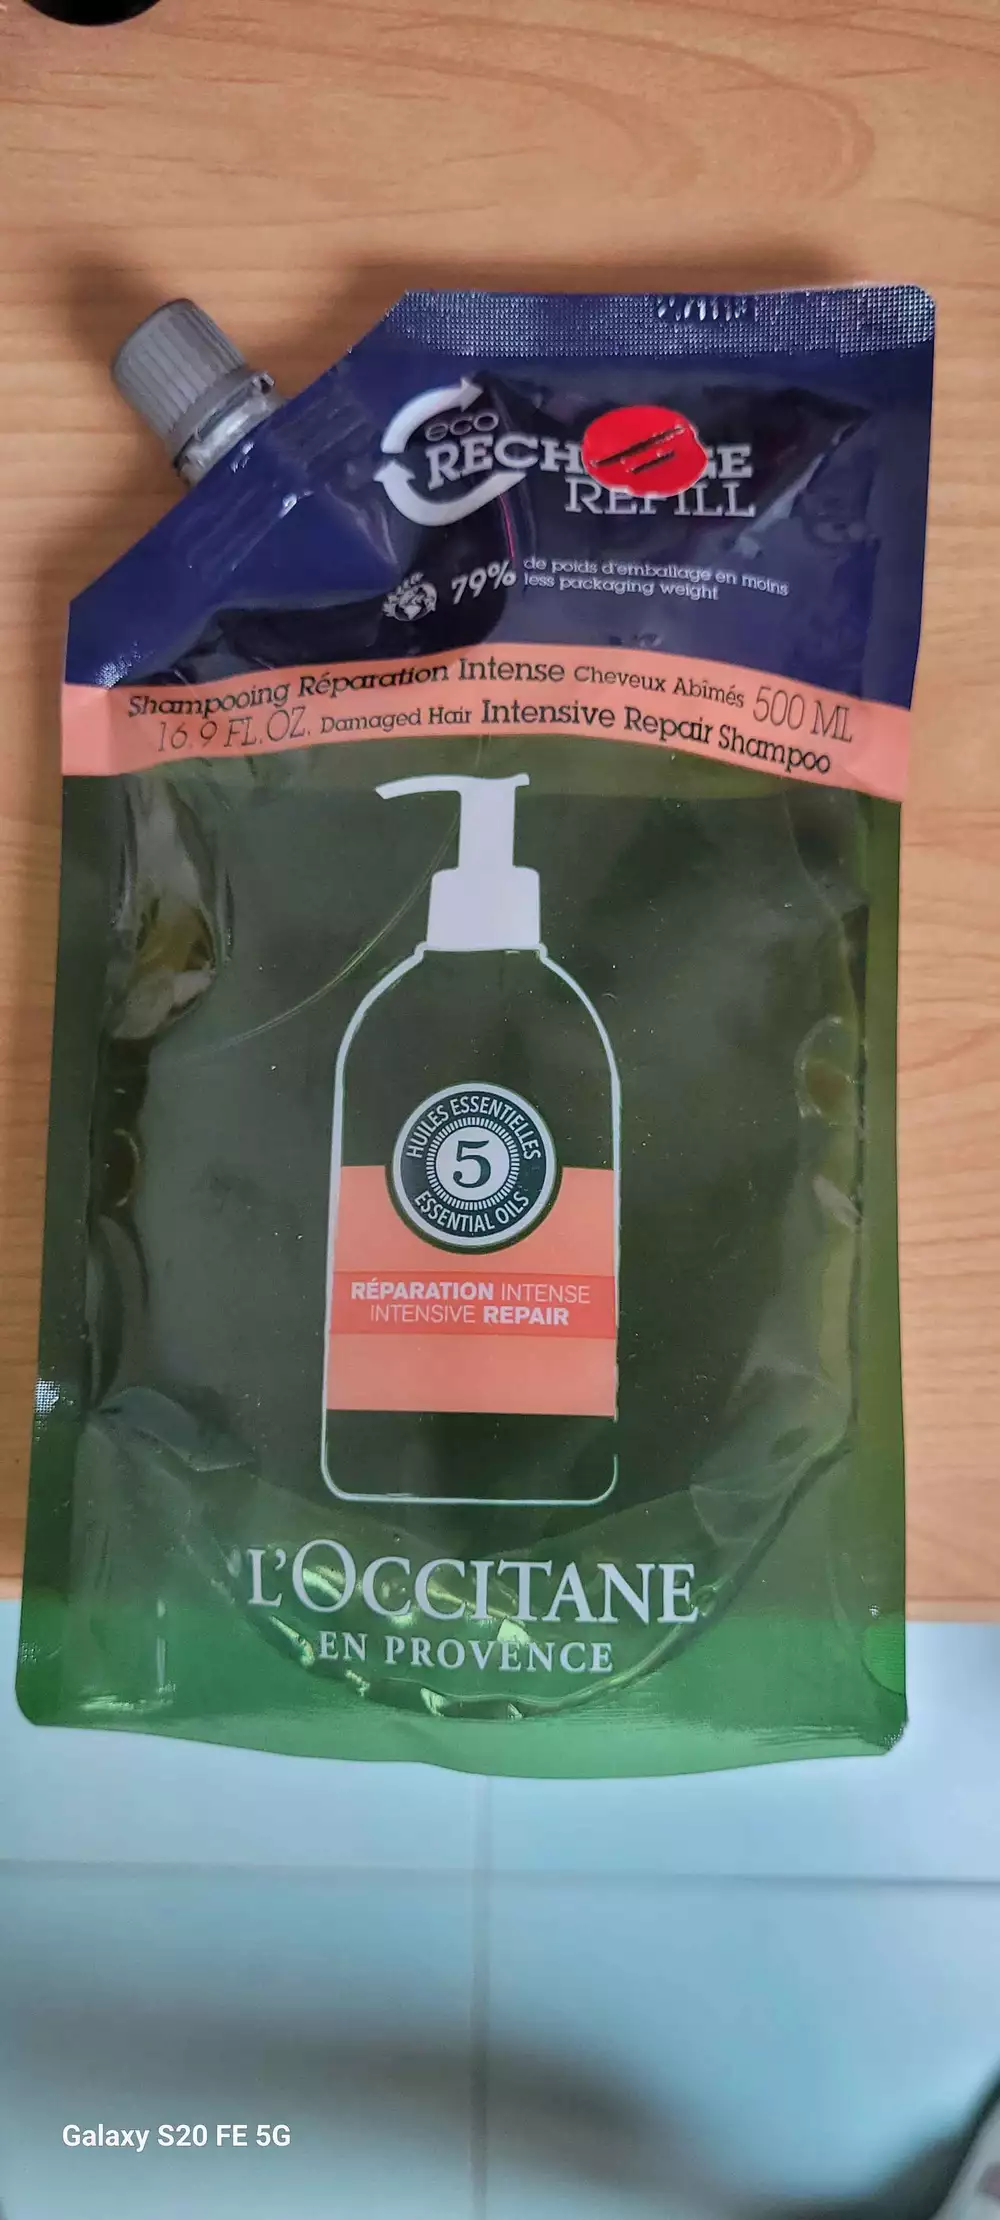 eco
RECH GE
REFILL
79% de poids d'emballage en moins
less packaging weight
Shampooing Réparation Intense Cheveux Abîmés 500 ML
16.9 FL.OZ. Damaged Hair Intensive Repair Shampoo
HUILES ESSENTIELLES
5
ESSENTIAL OILS
RÉPARATION INTENSE
INTENSIVE REPAIR
L'OCCITANE
EN PROVENCE
Galaxy S20 FE 5G